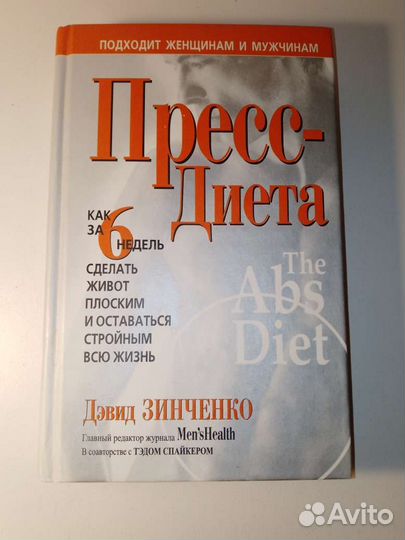 ПОДХОДИТ ЖЕНЩИНАМ И МУЖЧИНАМ
Пресс-
Диета
КАК
ЗА 6 НЕДЕЛЬ
СДЕЛАТЬ
ЖИВОТ
ПЛОСКИМ
И ОСТАВАТЬСЯ
СТРОЙНЫМ
ВСЮ ЖИЗНЬ
The
Abs
Diet
Дэвид ЗИНЧЕНКО
Главный редактор журнала Men'sHealth
В соавторстве с ТЭДОМ СПАЙКЕРОМ
Avito